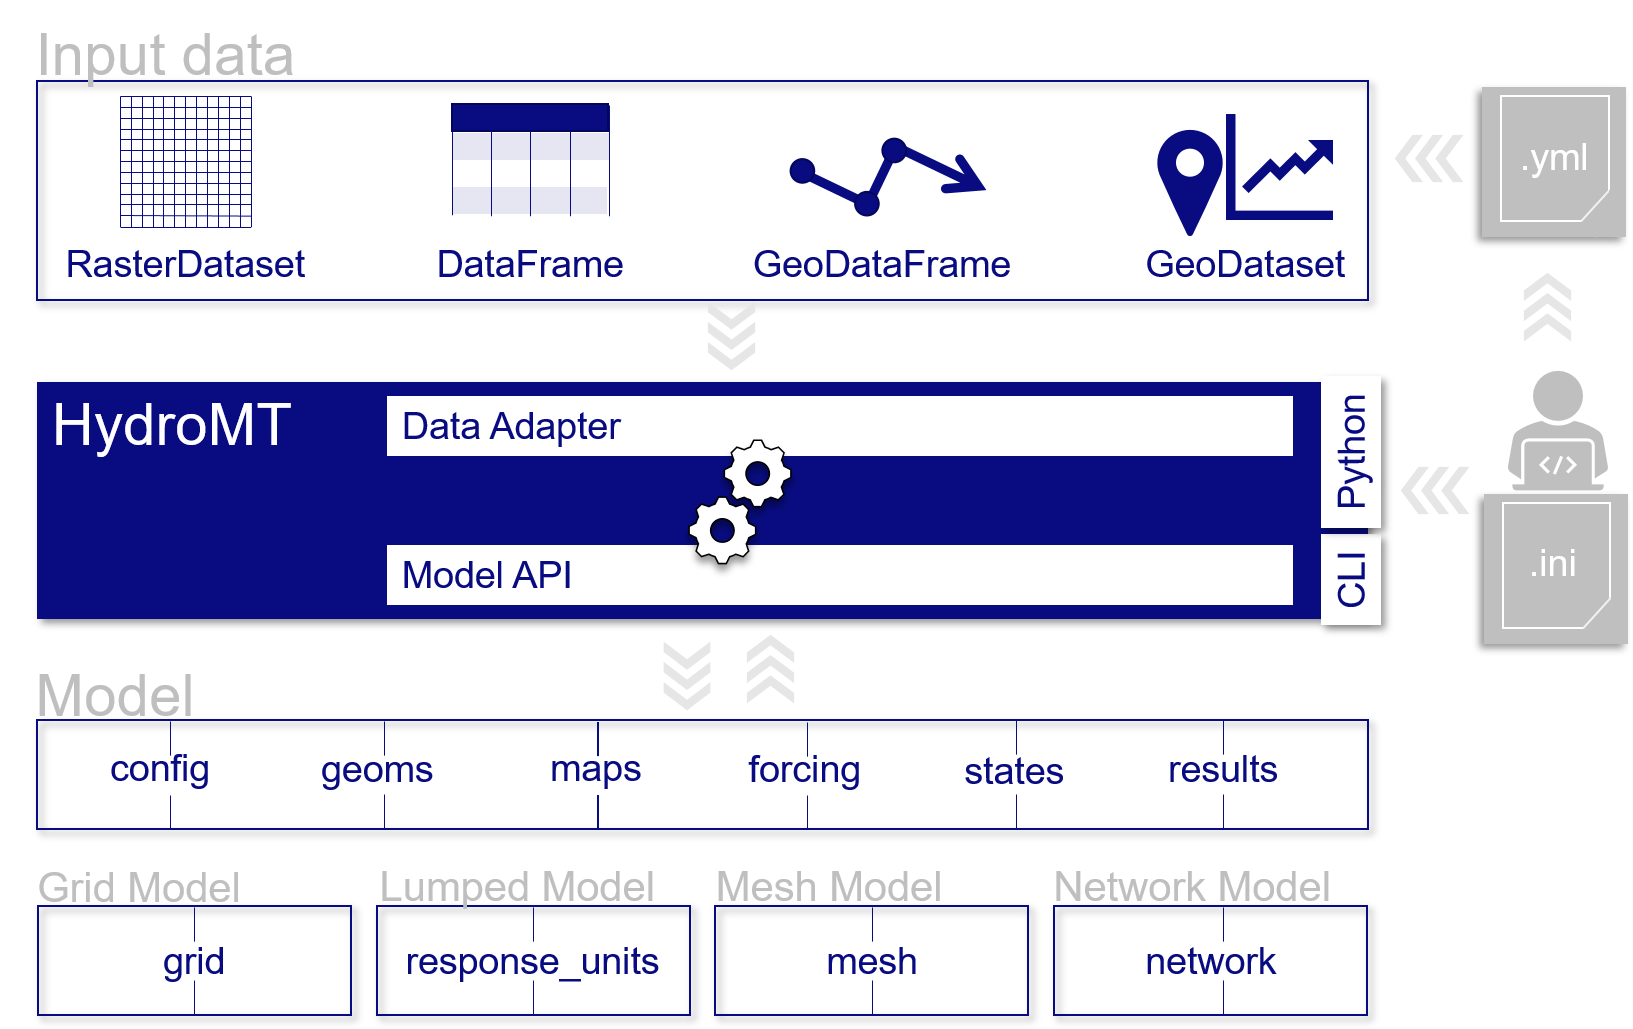 Input data
RasterDataset
DataFrame
GeoDataFrame
GeoDataset
.yml
HydroMT
Data Adapter
Model API
Python
CLI
</>
.ini
Model
config
geoms
maps
forcing
states
results
Grid Model
Lumped Model
Mesh Model
Network Model
grid
response_units
mesh
network